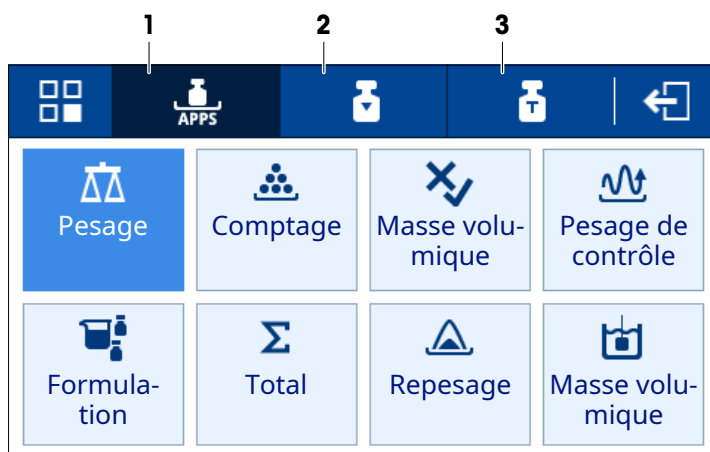 1 2 3
APPS
T
Pesage Comptage Masse volu- Pesage de
mique contrôle
Formula- Total Repesage Masse volu-
tion mique